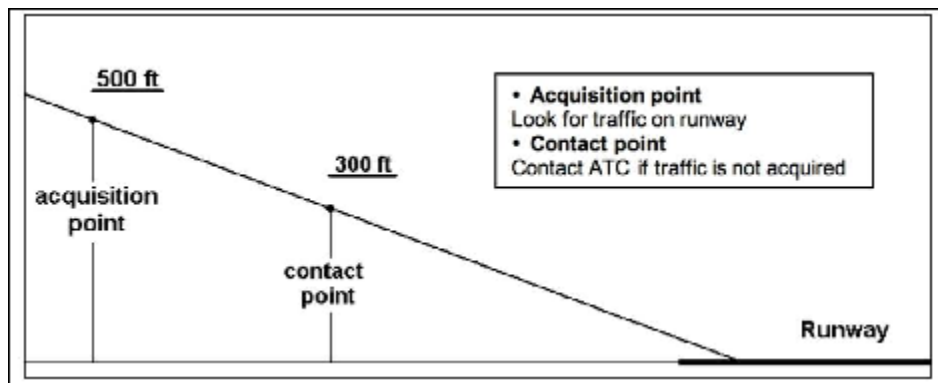 500 ft
• Acquisition point
Look for traffic on runway
• Contact point
Contact ATC if traffic is not acquired
300 ft
acquisition
point
contact
point
Runway